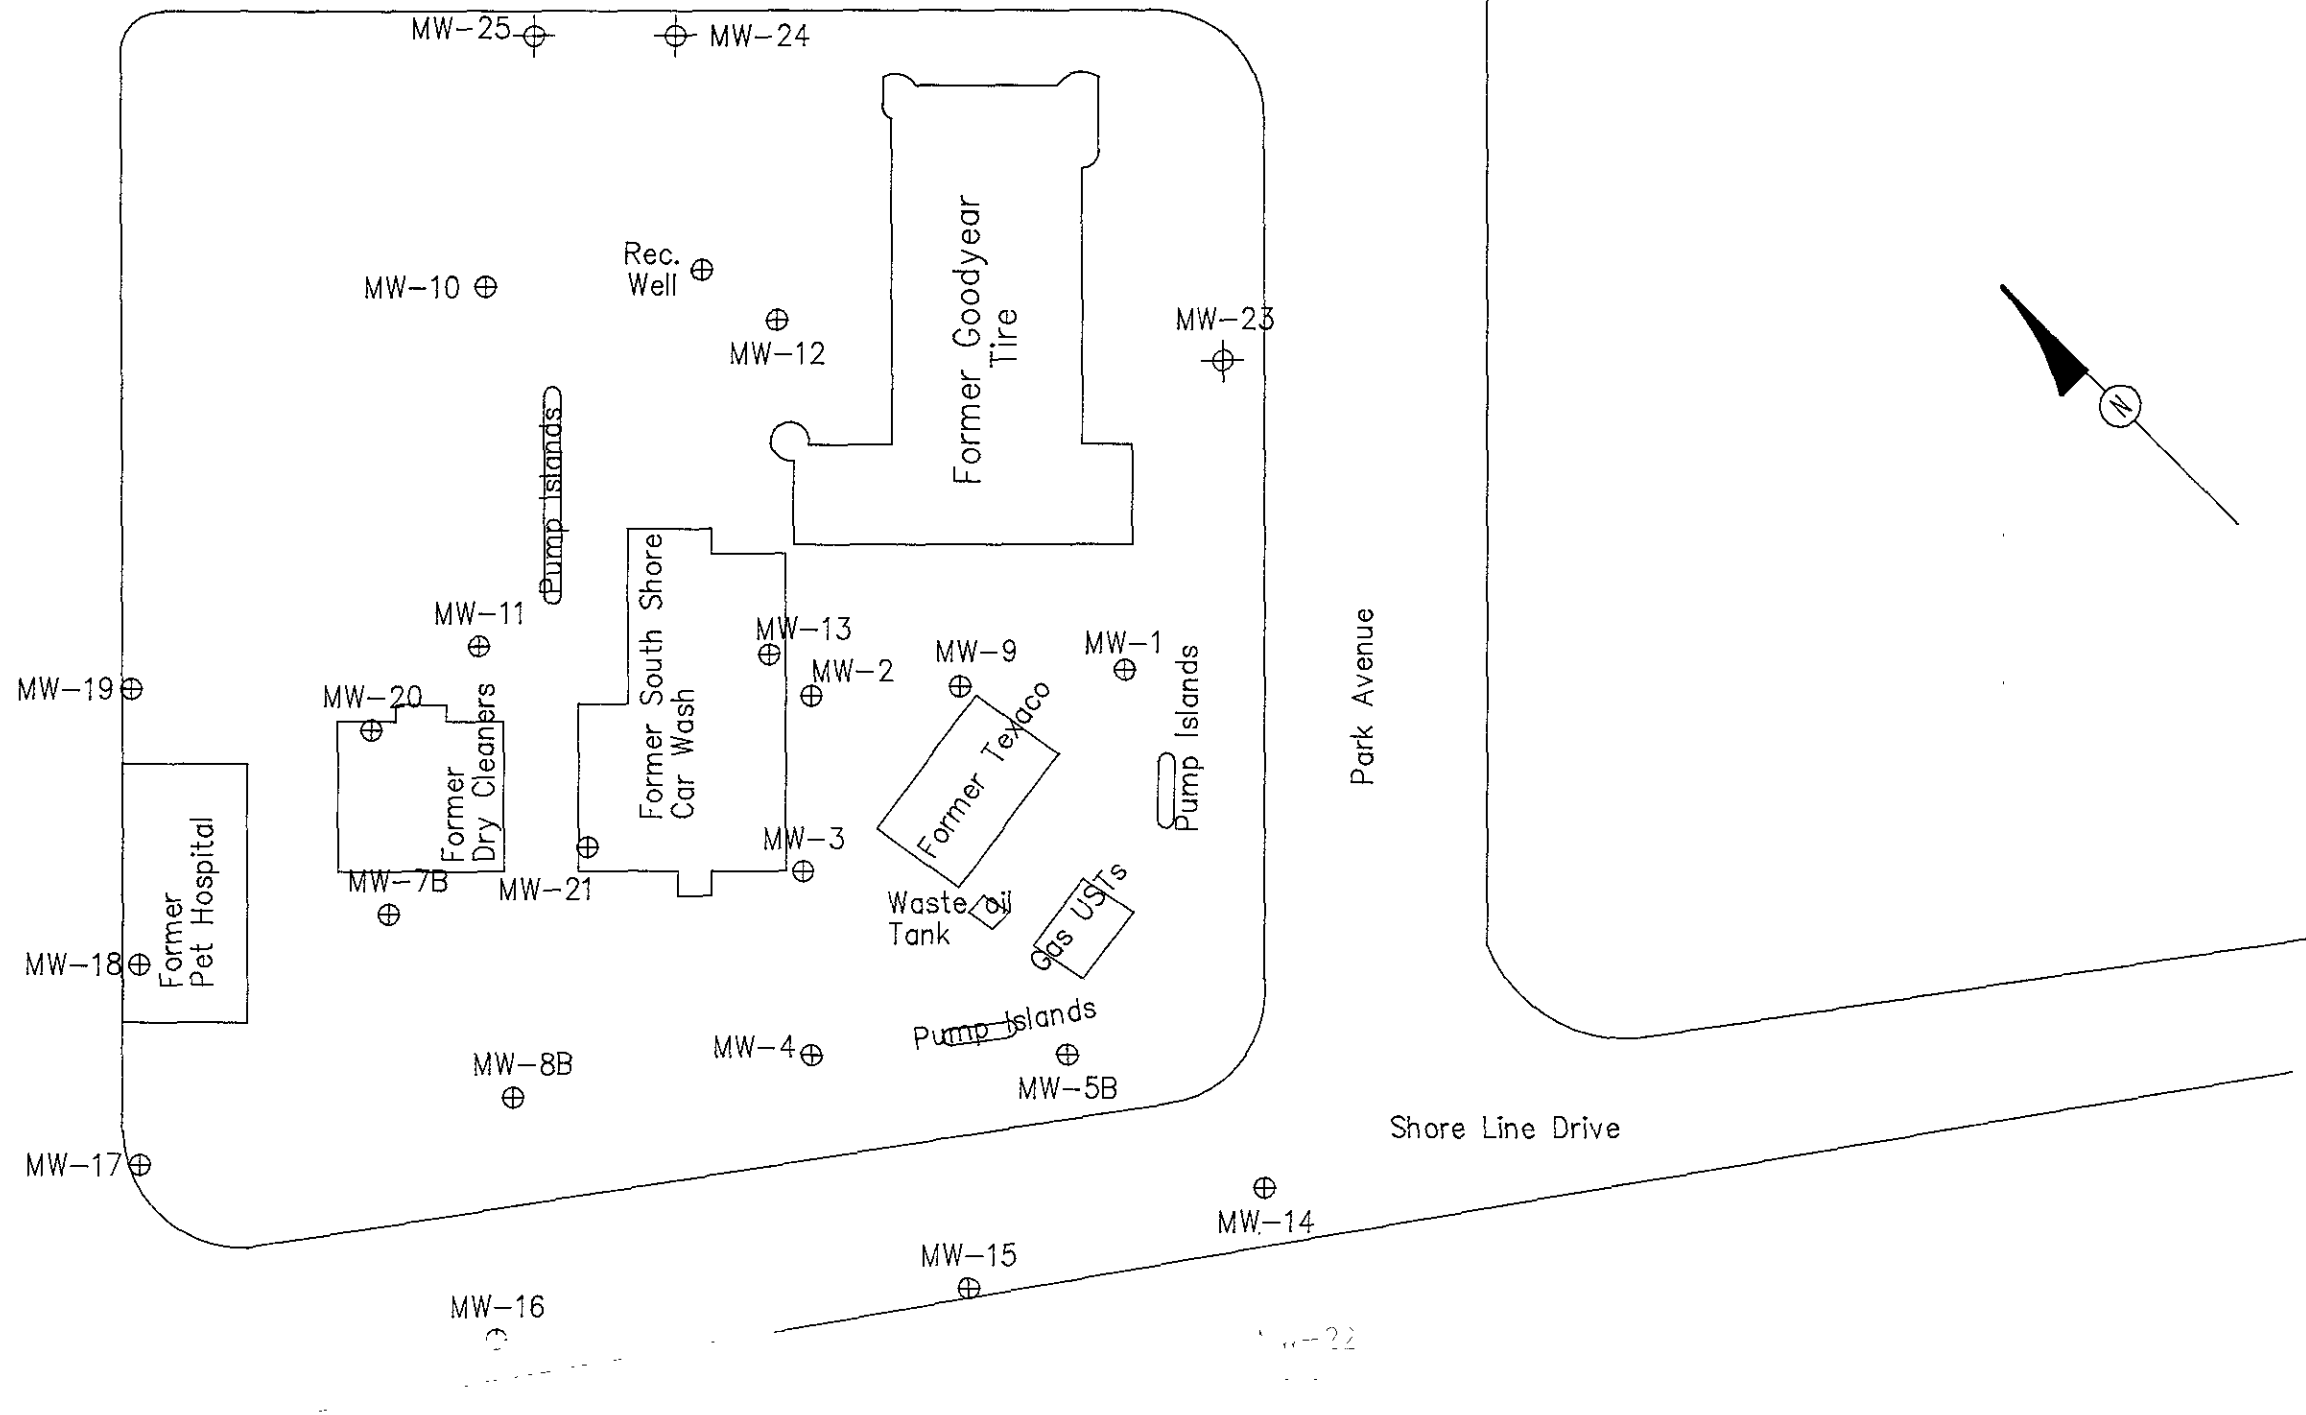 MW-25
MW-24
Rec.
Well
MW-10
MW-12
Former Goodyear
Tire
MW-23
N
Pump Islands
MW-11
MW-13
MW-2
MW-9
MW-1
MW-19
MW-20
Former
Dry Cleaners
Former South Shore
Car Wash
Former Texaco
Pump Islands
Park Avenue
MW-3
MW-7B
MW-21
Former
Pet Hospital
Waste oil
Tank
Gas USTs
MW-18
Pump Islands
MW-4
MW-8B
MW-5B
Shore Line Drive
MW-17
MW-14
MW-15
MW-16